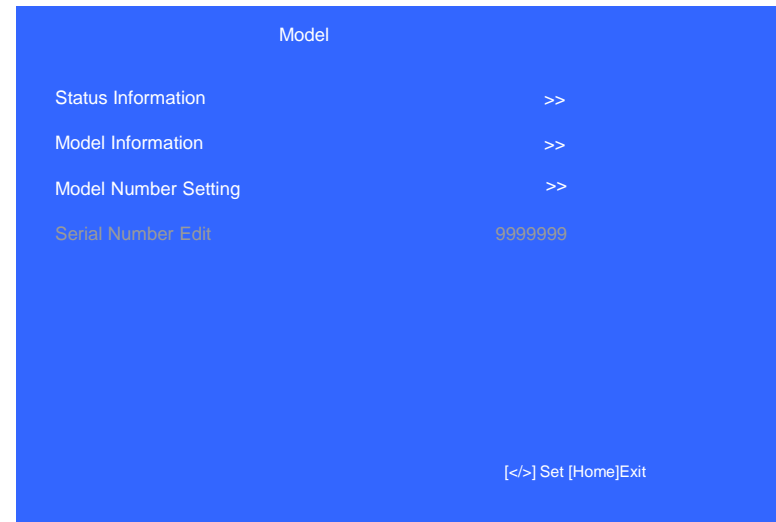 Model
Status Information >>
Model Information >>
Model Number Setting >>
Serial Number Edit 9999999
[</>] Set [Home]Exit